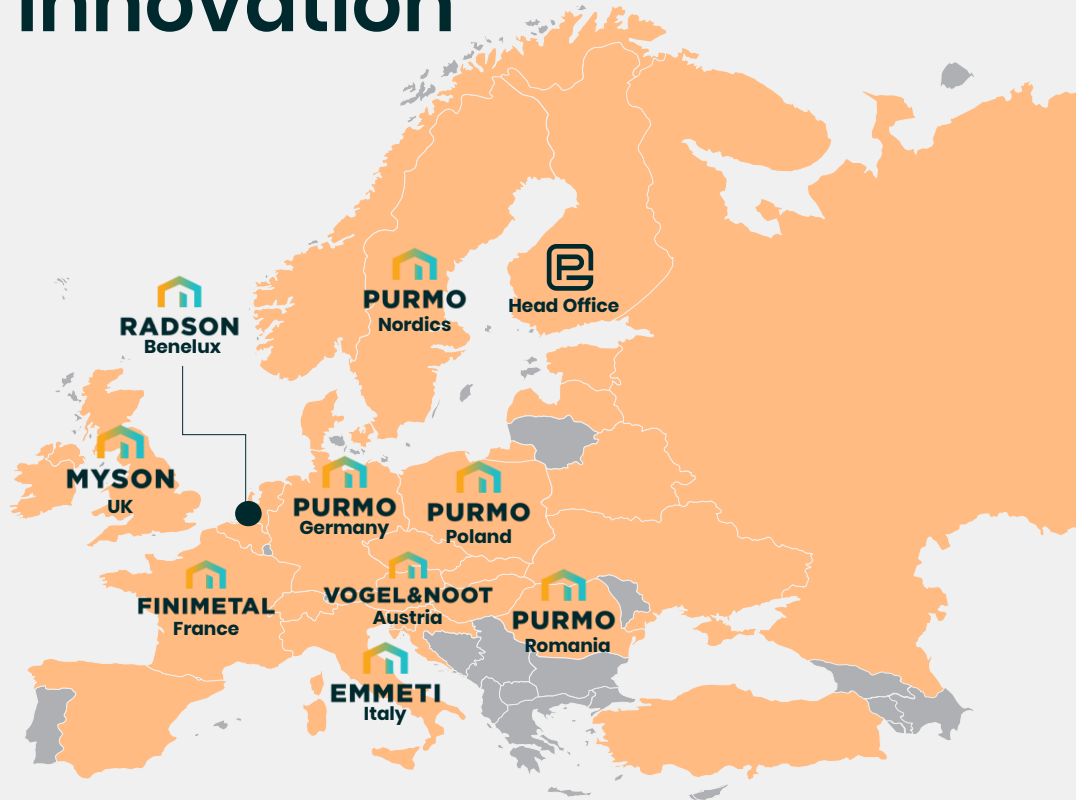 Innovation
PURMO
Nordics
P
Head Office
RADSON
Benelux
MYSON
UK
PURMO
Germany
PURMO
Poland
FINIMETAL
France
VOGEL&NOOT
Austria
PURMO
Romania
EMMETI
Italy